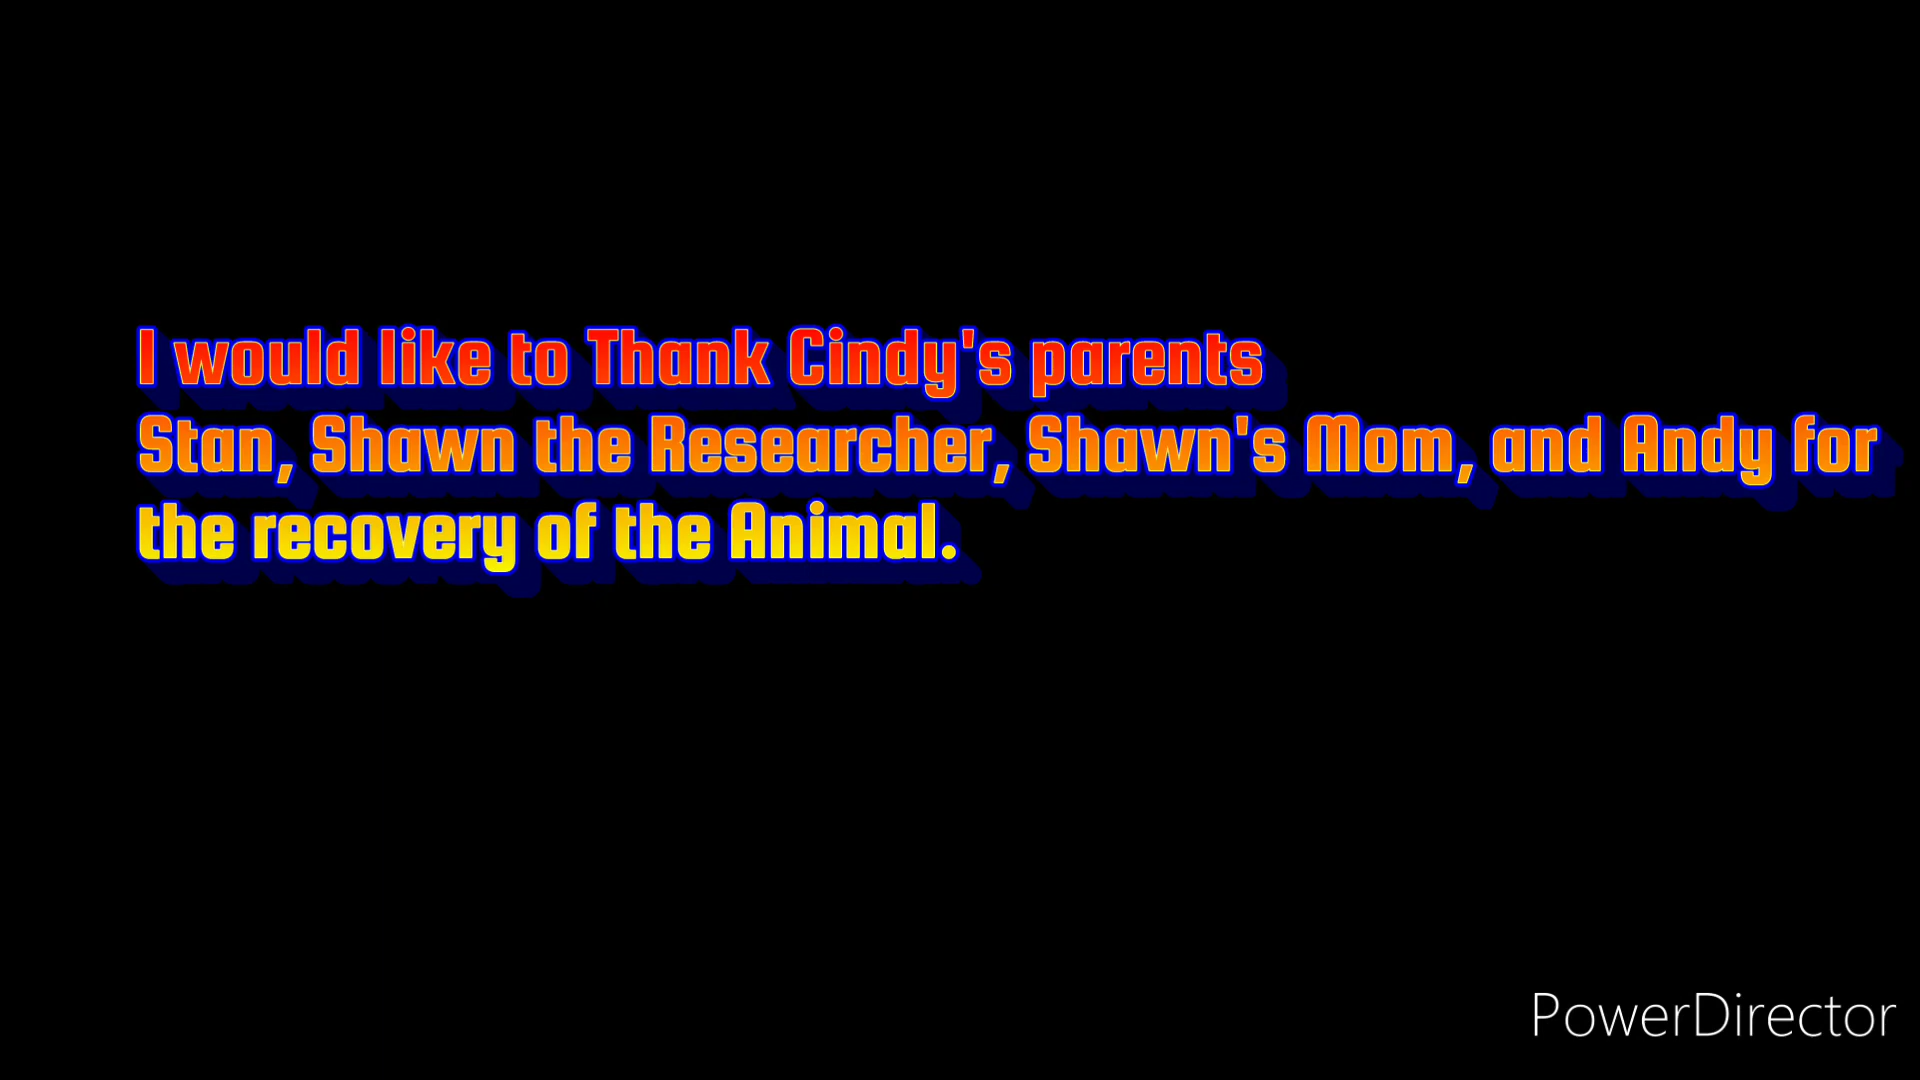 I would like to Thank Cindy's parents
Stan, Shawn the Researcher, Shawn's Mom, and Andy for
the recovery of the Animal.
PowerDirector